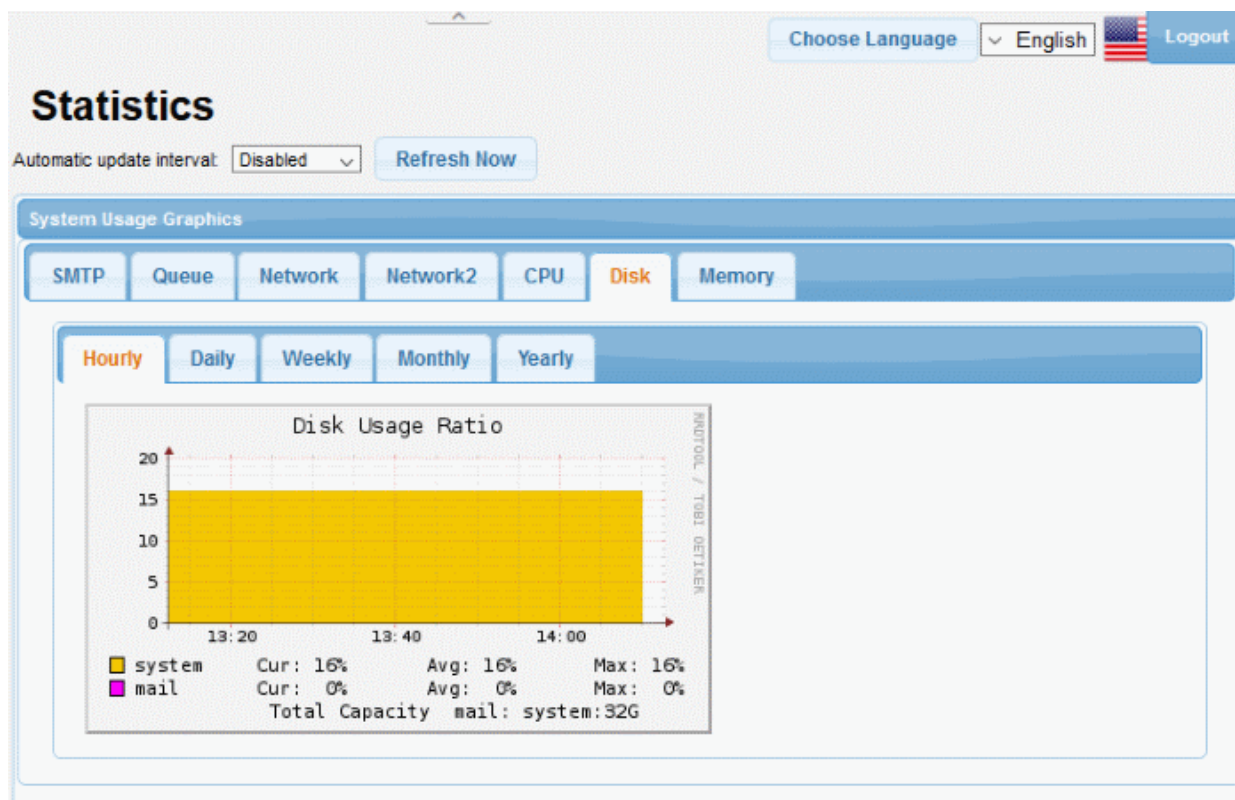 Choose Language English Logout
Statistics
Automatic update interval: Disabled Refresh Now
System Usage Graphics
SMTP Queue Network Network2 CPU Disk Memory
Hourly Daily Weekly Monthly Yearly
Disk Usage Ratio
RRDTOOL / TOBI OETIKER
20
15
10
5
0
13:20 13:40 14:00
system Cur: 16% Avg: 16% Max: 16%
mail Cur: 0% Avg: 0% Max: 0%
Total Capacity mail: system:32G